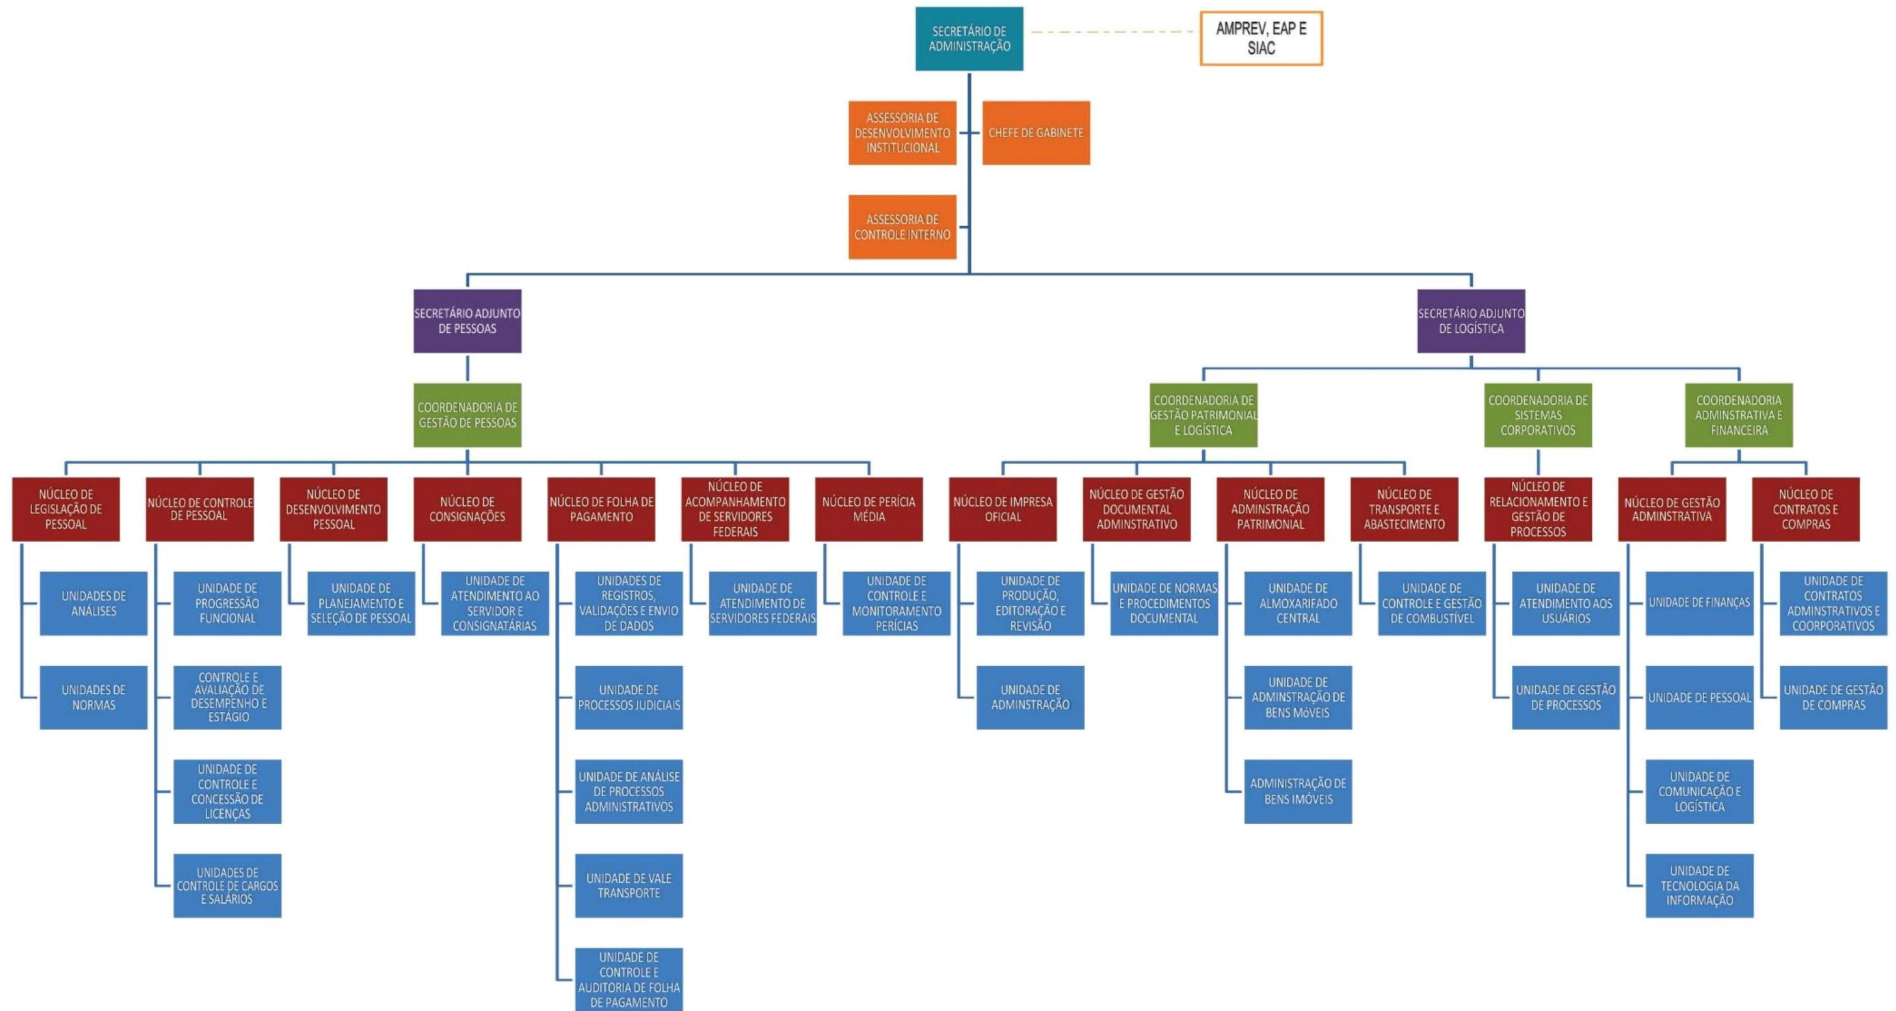 SECRETÁRIO DE
ADMINISTRAÇÃO
AMPREV, EAP E
SIAC
ASSESSORIA DE
DESENVOLVIMENTO
INSTITUCIONAL
CHEFE DE GABINETE
ASSESSORIA DE
CONTROLE INTERNO
SECRETÁRIO ADJUNTO
DE PESSOAS
SECRETÁRIO ADJUNTO
DE LOGÍSTICA
COORDENADORIA DE
GESTÃO DE PESSOAS
COORDENADORIA DE
GESTÃO PATRIMONIAL
E LOGÍSTICA
COORDENADORIA DE
SISTEMAS
CORPORATIVOS
COORDENADORIA
ADMINSTRATIVA E
FINANCEIRA
NÚCLEO DE
LEGISLAÇÃO DE
PESSOAL
NÚCLEO DE CONTROLE
DE PESSOAL
NÚCLEO DE
DESENVOLVIMENTO
PESSOAL
NÚCLEO DE
CONSIGNAÇÕES
NÚCLEO DE FOLHA DE
PAGAMENTO
NÚCLEO DE
ACOMPANHAMENTO
DE SERVIDORES
FEDERAIS
NÚCLEO DE PERÍCIA
MÉDIA
NÚCLEO DE IMPRESA
OFICIAL
NÚCLEO DE GESTÃO
DOCUMENTAL
ADMINSTRATIVO
NÚCLEO DE
ADMINSTRAÇÃO
PATRIMONIAL
NÚCLEO DE
TRANSPORTE E
ABASTECIMENTO
NÚCLEO DE
RELACIONAMENTO E
GESTÃO DE
PROCESSOS
NÚCLEO DE GESTÃO
ADMINSTRATIVA
NÚCLEO DE
CONTRATOS E
COMPRAS
UNIDADES DE
ANÁLISES
UNIDADE DE
PROGRESSÃO
FUNCIONAL
UNIDADE DE
PLANEJAMENTO E
SELEÇÃO DE PESSOAL
UNIDADE DE
ATENDIMENTO AO
SERVIDOR E
CONSIGNATÁRIAS
UNIDADES DE
REGISTROS,
VALIDAÇÕES E ENVIO
DE DADOS
UNIDADE DE
ATENDIMENTO DE
SERVIDORES FEDERAIS
UNIDADE DE
CONTROLE E
MONITORAMENTO
PERÍCIAS
UNIDADE DE
PRODUÇÃO,
EDITORAÇÃO E
REVISÃO
UNIDADE DE NORMAS
E PROCEDIMENTOS
DOCUMENTAL
UNIDADE DE
ALMOXARIFADO
CENTRAL
UNIDADE DE
CONTROLE E GESTÃO
DE COMBUSTÍVEL
UNIDADE DE
ATENDIMENTO AOS
USUÁRIOS
UNIDADE DE FINANÇAS
UNIDADE DE
CONTRATOS
ADMINSTRATIVOS E
COORPORATIVOS
UNIDADES DE
NORMAS
CONTROLE E
AVALIAÇÃO DE
DESEMPENHO E
ESTÁGIO
UNIDADE DE
PROCESSOS JUDICIAIS
UNIDADE DE
ADMINSTRAÇÃO
UNIDADE DE
ADMINSTRAÇÃO DE
BENS MóVEIS
UNIDADE DE GESTÃO
DE PROCESSOS
UNIDADE DE PESSOAL
UNIDADE DE GESTÃO
DE COMPRAS
UNIDADE DE
CONTROLE E
CONCESSÃO DE
LICENÇAS
UNIDADE DE ANÁLISE
DE PROCESSOS
ADMINISTRATIVOS
ADMINISTRAÇÃO DE
BENS IMÓVEIS
UNIDADE DE
COMUNICAÇÃO E
LOGÍSTICA
UNIDADES DE
CONTROLE DE CARGOS
E SALÁRIOS
UNIDADE DE VALE
TRANSPORTE
UNIDADE DE
TECNOLOGIA DA
INFORMAÇÃO
UNIDADE DE
CONTROLE E
AUDITORIA DE FOLHA
DE PAGAMENTO